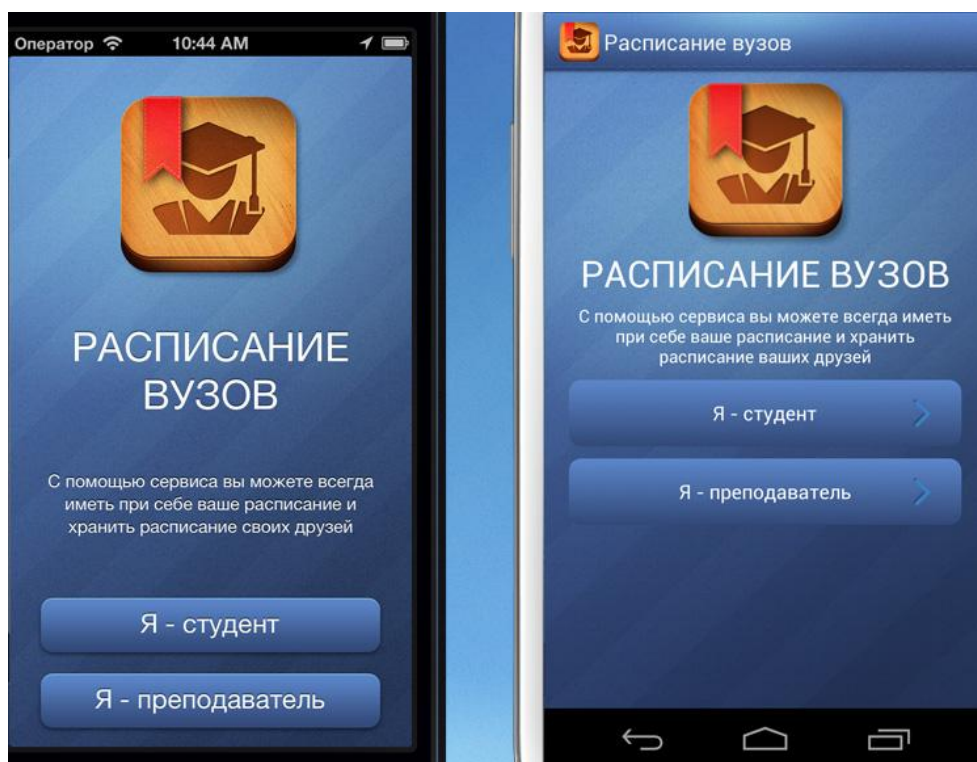 Оператор 10:44 AM
РАСПИСАНИЕ
ВУЗОВ
С помощью сервиса вы можете всегда
иметь при себе ваше расписание и
хранить расписание своих друзей
Я - студент
Я - преподаватель
Расписание вузов
РАСПИСАНИЕ ВУЗОВ
С помощью сервиса вы можете всегда иметь
при себе ваше расписание и хранить
расписание ваших друзей
Я - студент
Я - преподаватель